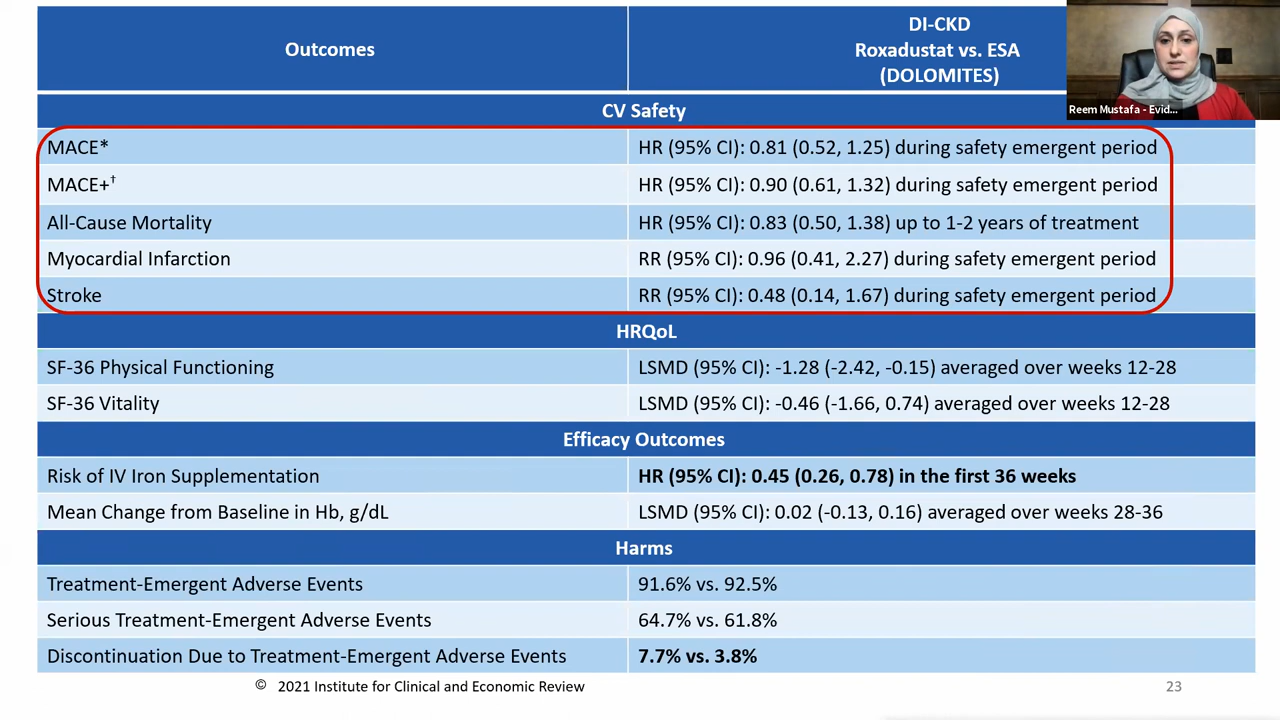 Outcomes
DI-CKD
Roxadustat vs. ESA
(DOLOMITES)
Reem Mustafa - Evid...
CV Safety
MACE* HR (95% CI): 0.81 (0.52, 1.25) during safety emergent period
MACE+† HR (95% CI): 0.90 (0.61, 1.32) during safety emergent period
All-Cause Mortality HR (95% CI): 0.83 (0.50, 1.38) up to 1-2 years of treatment
Myocardial Infarction RR (95% CI): 0.96 (0.41, 2.27) during safety emergent period
Stroke RR (95% CI): 0.48 (0.14, 1.67) during safety emergent period
HRQoL
SF-36 Physical Functioning LSMD (95% CI): -1.28 (-2.42, -0.15) averaged over weeks 12-28
SF-36 Vitality LSMD (95% CI): -0.46 (-1.66, 0.74) averaged over weeks 12-28
Efficacy Outcomes
Risk of IV Iron Supplementation HR (95% CI): 0.45 (0.26, 0.78) in the first 36 weeks
Mean Change from Baseline in Hb, g/dL LSMD (95% CI): 0.02 (-0.13, 0.16) averaged over weeks 28-36
Harms
Treatment-Emergent Adverse Events 91.6% vs. 92.5%
Serious Treatment-Emergent Adverse Events 64.7% vs. 61.8%
Discontinuation Due to Treatment-Emergent Adverse Events 7.7% vs. 3.8%
© 2021 Institute for Clinical and Economic Review 23